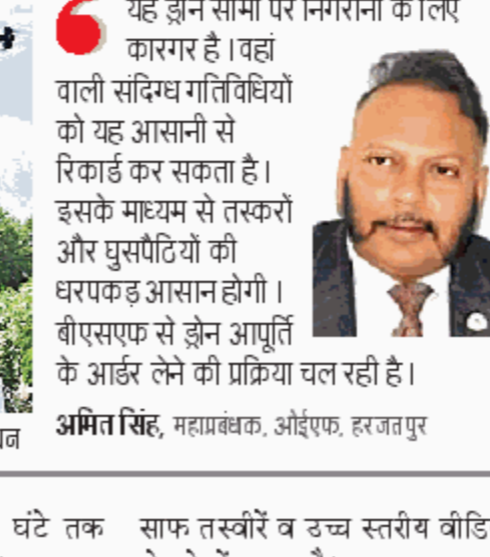 यह ड्रोन सीमा पर निगरानी के लिए
कारगर है । वहां
वाली संदिग्ध गतिविधियों
को यह आसानी से
रिकार्ड कर सकता है ।
इसके माध्यम से तस्करों
और घुसपैटियों की
धरपकड़ आसान होगी ।
बीएसएफ से ड्रोन आपूर्ति
के आर्डर लेने की प्रक्रिया चल रही है ।
अमित सिंह, महाप्रबंधक, ओईएफ, हरजतपुर
घंटे तक
साफ तस्वीरें व उच्च स्तरीय वीडि